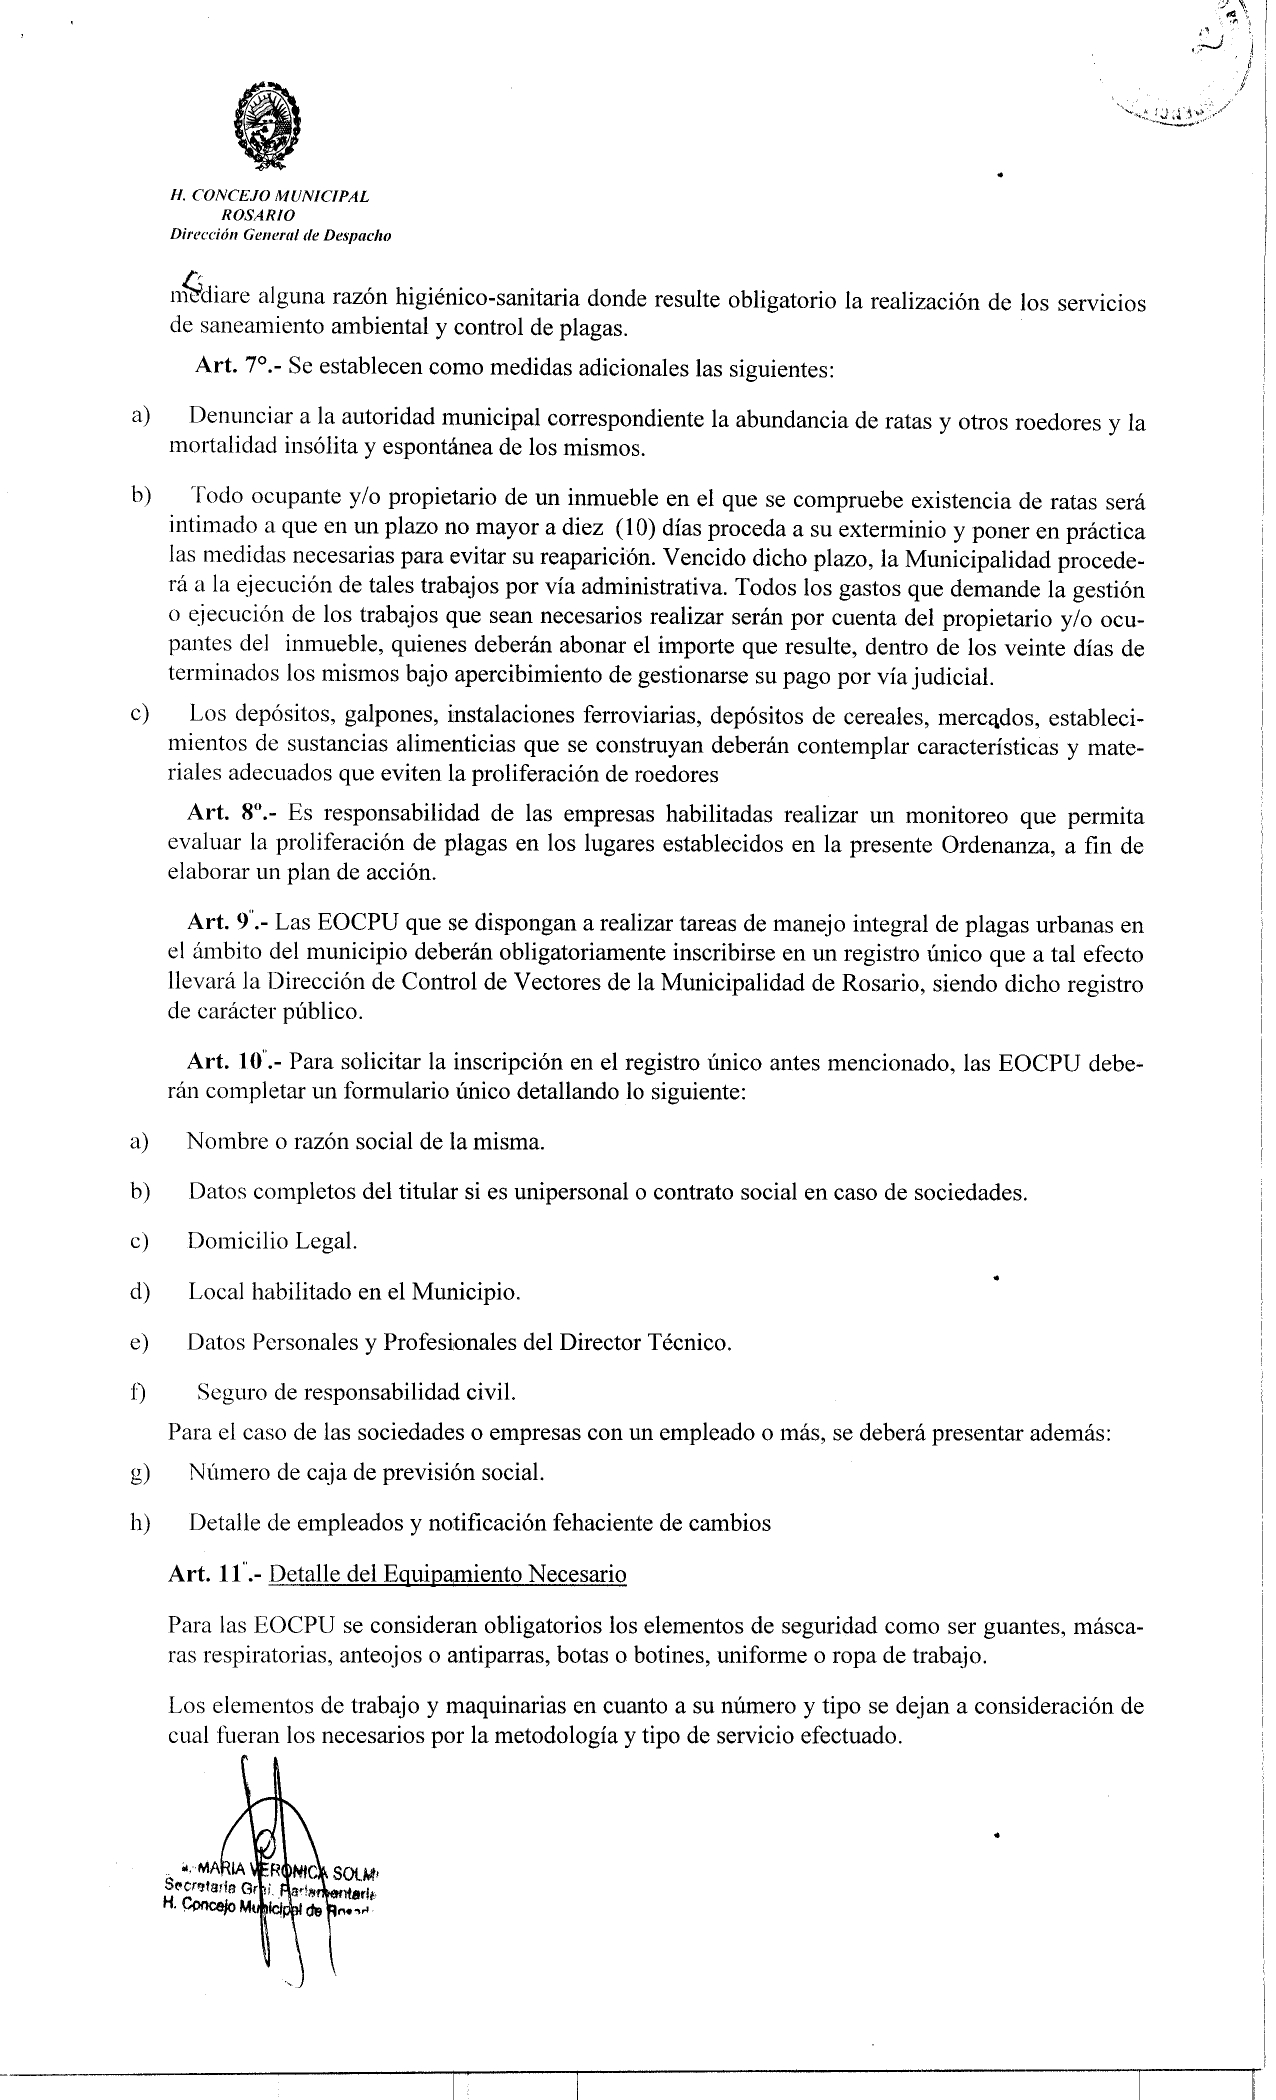 H. CONCEJO MUNICIPAL
ROSARIO
Dirección General de Despacho
mediare alguna razón higiénico-sanitaria donde resulte obligatorio la realización de los servicios
de saneamiento ambiental y control de plagas.
Art. 7º.- Se establecen como medidas adicionales las siguientes:
a) Denunciar a la autoridad municipal correspondiente la abundancia de ratas y otros roedores y la
mortalidad insólita y espontánea de los mismos.
b) Todo ocupante y/o propietario de un inmueble en el que se compruebe existencia de ratas será
intimado a que en un plazo no mayor a diez (10) días proceda a su exterminio y poner en práctica
las medidas necesarias para evitar su reaparición. Vencido dicho plazo, la Municipalidad procede-
rá a la ejecución de tales trabajos por vía administrativa. Todos los gastos que demande la gestión
o ejecución de los trabajos que sean necesarios realizar serán por cuenta del propietario y/o ocu-
pantes del inmueble, quienes deberán abonar el importe que resulte, dentro de los veinte días de
terminados los mismos bajo apercibimiento de gestionarse su pago por vía judicial.
c) Los depósitos, galpones, instalaciones ferroviarias, depósitos de cereales, mercados, estableci-
mientos de sustancias alimenticias que se construyan deberán contemplar características y mate-
riales adecuados que eviten la proliferación de roedores
Art. 8º.- Es responsabilidad de las empresas habilitadas realizar un monitoreo que permita
evaluar la proliferación de plagas en los lugares establecidos en la presente Ordenanza, a fin de
elaborar un plan de acción.
Art. 9º.- Las EOCPU que se dispongan a realizar tareas de manejo integral de plagas urbanas en
el ámbito del municipio deberán obligatoriamente inscribirse en un registro único que a tal efecto
llevará la Dirección de Control de Vectores de la Municipalidad de Rosario, siendo dicho registro
de carácter público.
Art. 10º.- Para solicitar la inscripción en el registro único antes mencionado, las EOCPU debe-
rán completar un formulario único detallando lo siguiente:
a) Nombre o razón social de la misma.
b) Datos completos del titular si es unipersonal o contrato social en caso de sociedades.
c) Domicilio Legal.
d) Local habilitado en el Municipio.
e) Datos Personales y Profesionales del Director Técnico.
f) Seguro de responsabilidad civil.
Para el caso de las sociedades o empresas con un empleado o más, se deberá presentar además:
g) Número de caja de previsión social.
h) Detalle de empleados y notificación fehaciente de cambios
Art. 11º.- Detalle del Equipamiento Necesario
Para las EOCPU se consideran obligatorios los elementos de seguridad como ser guantes, másca-
ras respiratorias, anteojos o antiparras, botas o botines, uniforme o ropa de trabajo.
Los elementos de trabajo y maquinarias en cuanto a su número y tipo se dejan a consideración de
cual fueran los necesarios por la metodología y tipo de servicio efectuado.
MARIA VERONICA
Secretaria Gral. Parlamentaria
H. Concejo Municipal de